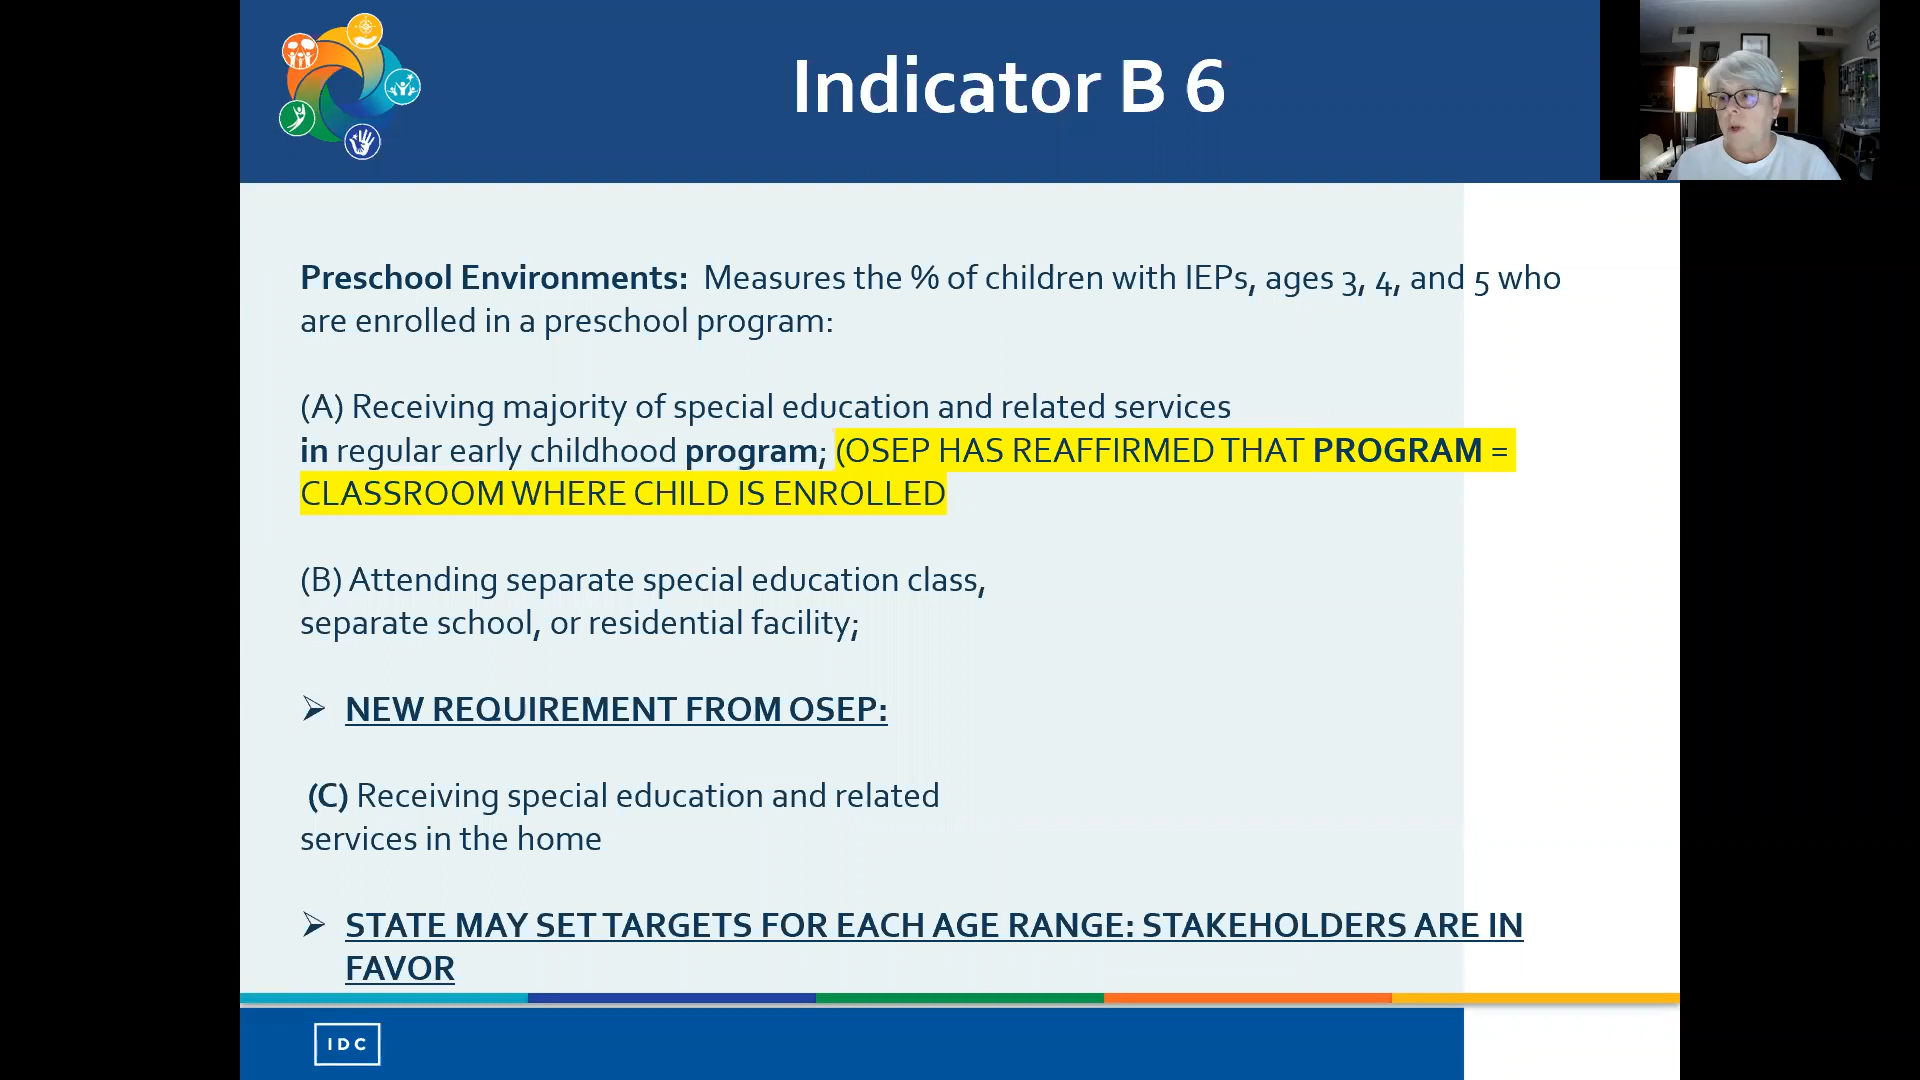 Indicator B 6
Preschool Environments: Measures the % of children with IEPs, ages 3, 4, and 5 who
are enrolled in a preschool program:
(A) Receiving majority of special education and related services
in regular early childhood program; (OSEP HAS REAFFIRMED THAT PROGRAM =
CLASSROOM WHERE CHILD IS ENROLLED
(B) Attending separate special education class,
separate school, or residential facility;
➢ NEW REQUIREMENT FROM OSEP:
(C) Receiving special education and related
services in the home
➢ STATE MAY SET TARGETS FOR EACH AGE RANGE: STAKEHOLDERS ARE IN
FAVOR
IDC